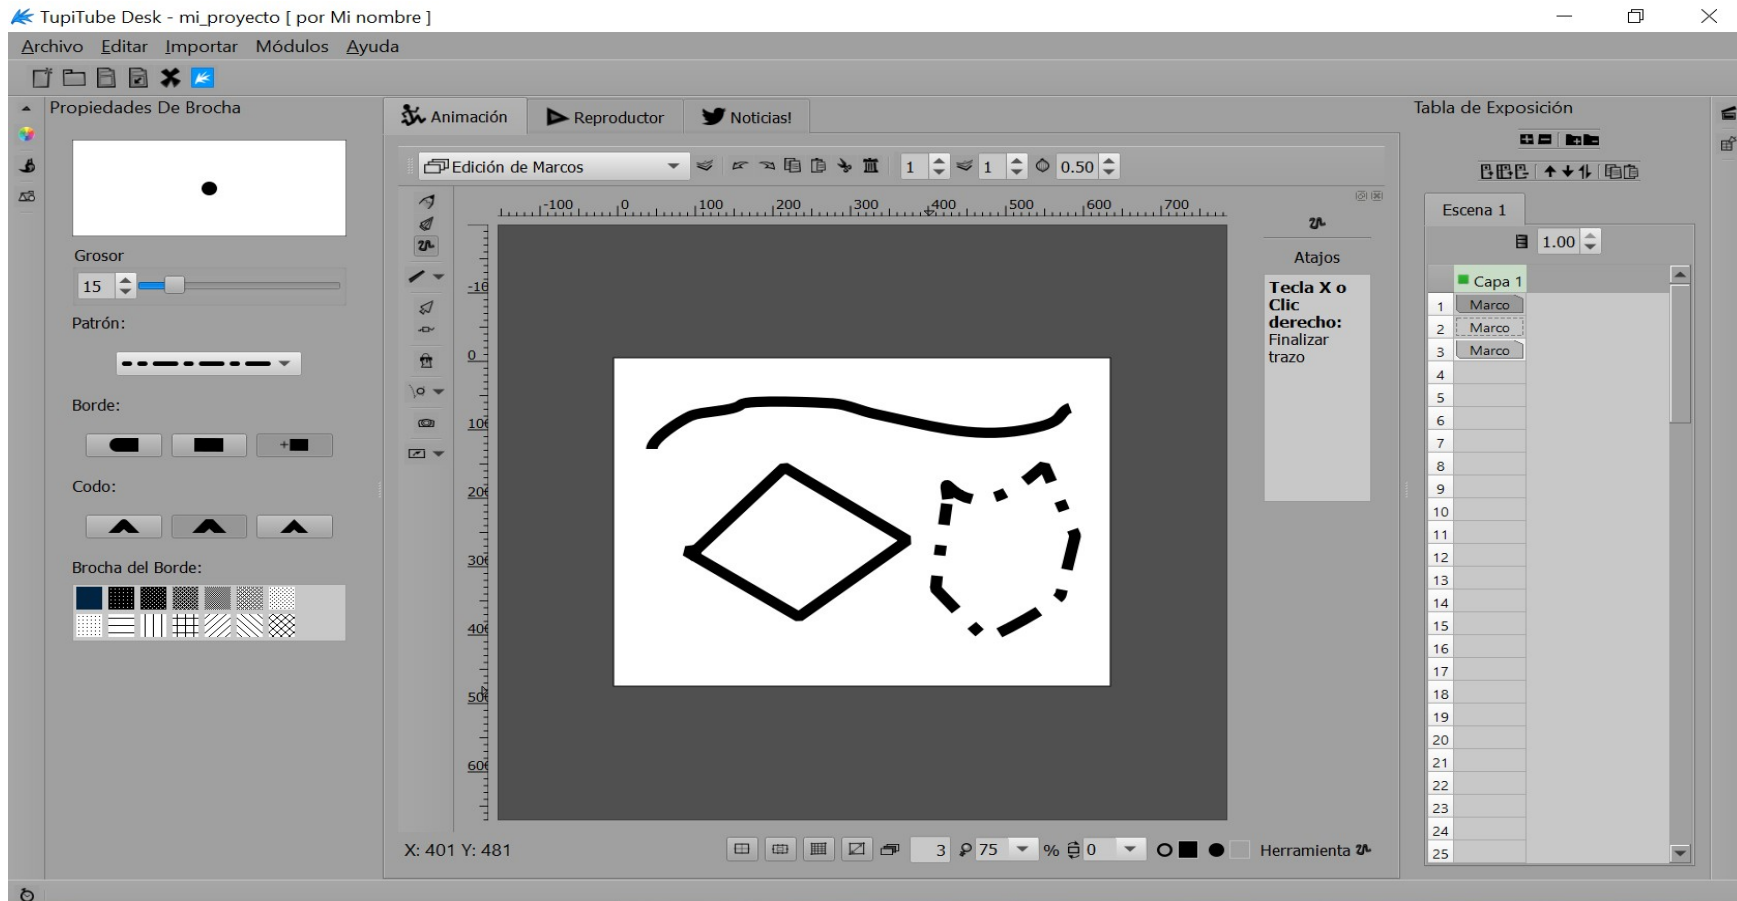 TupiTube Desk - mi_proyecto [ por Mi nombre ]
Archivo Editar Importar Módulos Ayuda
Propiedades De Brocha
Grosor
15
Patrón:
Borde:
Codo:
Brocha del Borde:
Animación
Reproductor
Noticias!
Edición de Marcos
1
1
0.50
-100 0 100 200 300 400 500 600 700
0
Atajos
Tecla X o
Clic
derecho:
Finalizar
trazo
X: 401 Y: 481
3
75
%
0
Herramienta
Tabla de Exposición
Escena 1
1.00
Capa 1
1 Marco
2 Marco
3 Marco
4
5
6
7
8
9
10
11
12
13
14
15
16
17
18
19
20
21
22
23
24
25